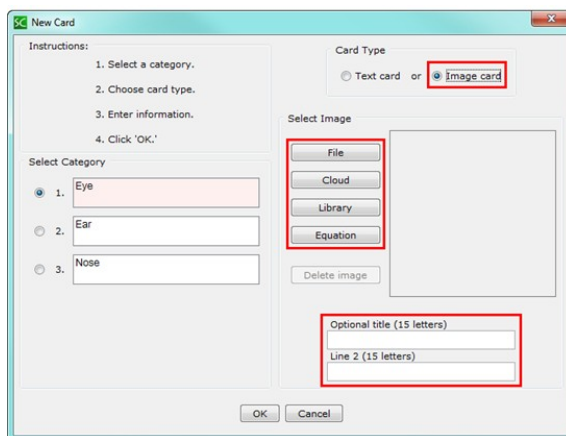 SC New Card
x
Instructions:
1. Select a category.
2. Choose card type.
3. Enter information.
4. Click 'OK.'
Card Type
Text card or Image card
Select Category
1. Eye
2. Ear
3. Nose
Select Image
File
Cloud
Library
Equation
Delete image
Optional title (15 letters)
Line 2 (15 letters)
OK Cancel